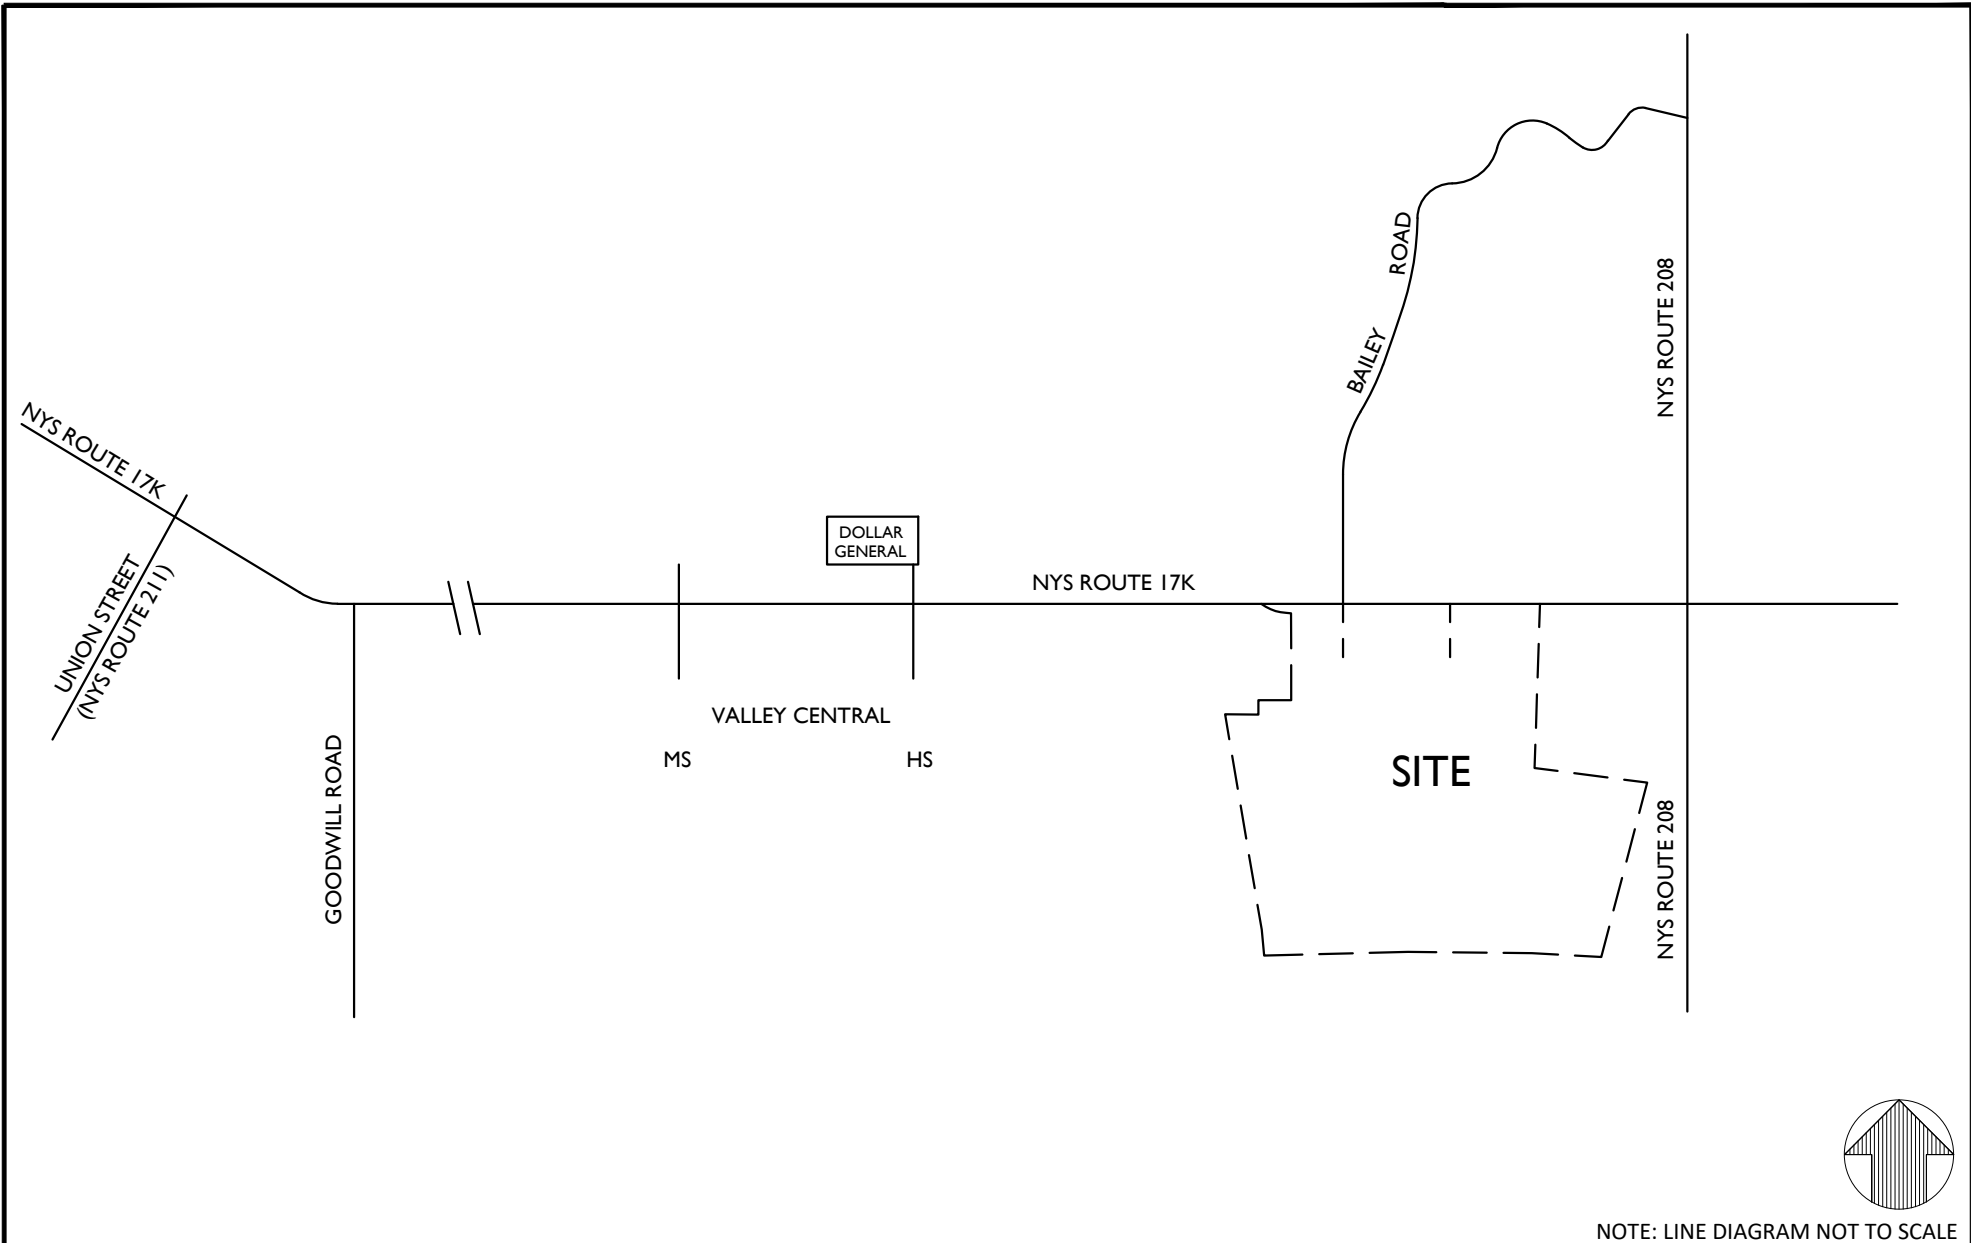 BAILEY ROAD
NYS ROUTE 208
NYS ROUTE 17K
UNION STREET
(NYS ROUTE 211)
DOLLAR
GENERAL
NYS ROUTE 17K
VALLEY CENTRAL
MS
HS
GOODWILL ROAD
SITE
NYS ROUTE 208
NOTE: LINE DIAGRAM NOT TO SCALE